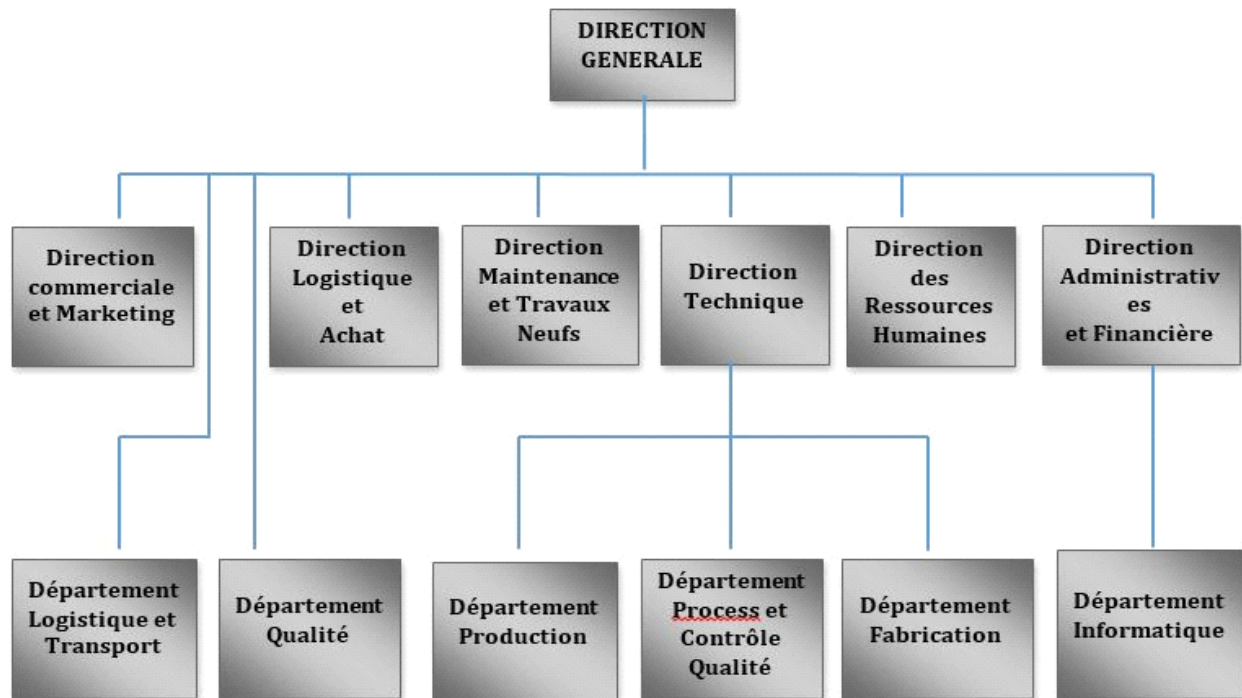 DIRECTION
GENERALE
Direction
commerciale
et Marketing
Direction
Logistique
et
Achat
Direction
Maintenance
et Travaux
Neufs
Direction
Technique
Direction
des
Ressources
Humaines
Direction
Administrativ
es
et Financière
Département
Logistique et
Transport
Département
Qualité
Département
Production
Département
Process et
Contrôle
Qualité
Département
Fabrication
Département
Informatique